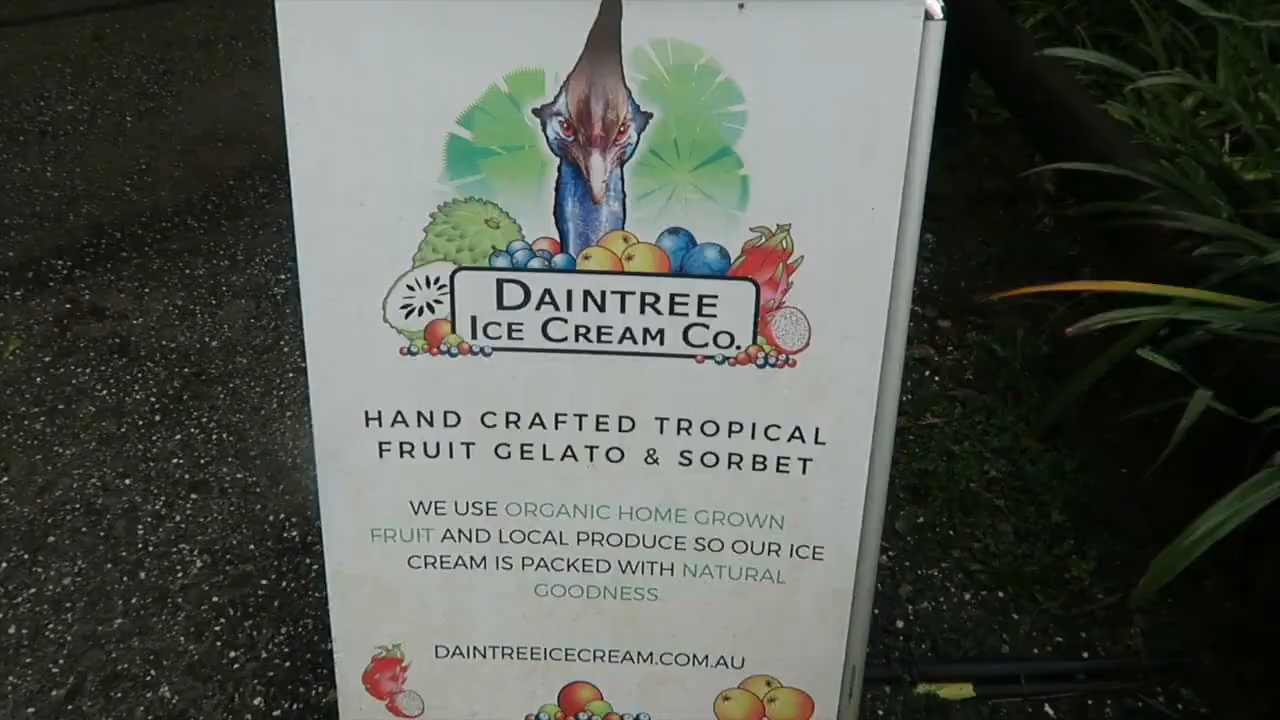 DAINTREE
ICE CREAM CO.
HAND CRAFTED TROPICAL
FRUIT GELATO & SORBET
WE USE ORGANIC HOME GROWN
FRUIT AND LOCAL PRODUCE SO OUR ICE
CREAM IS PACKED WITH NATURAL
GOODNESS
DAINTREEICECREAM.COM.AU